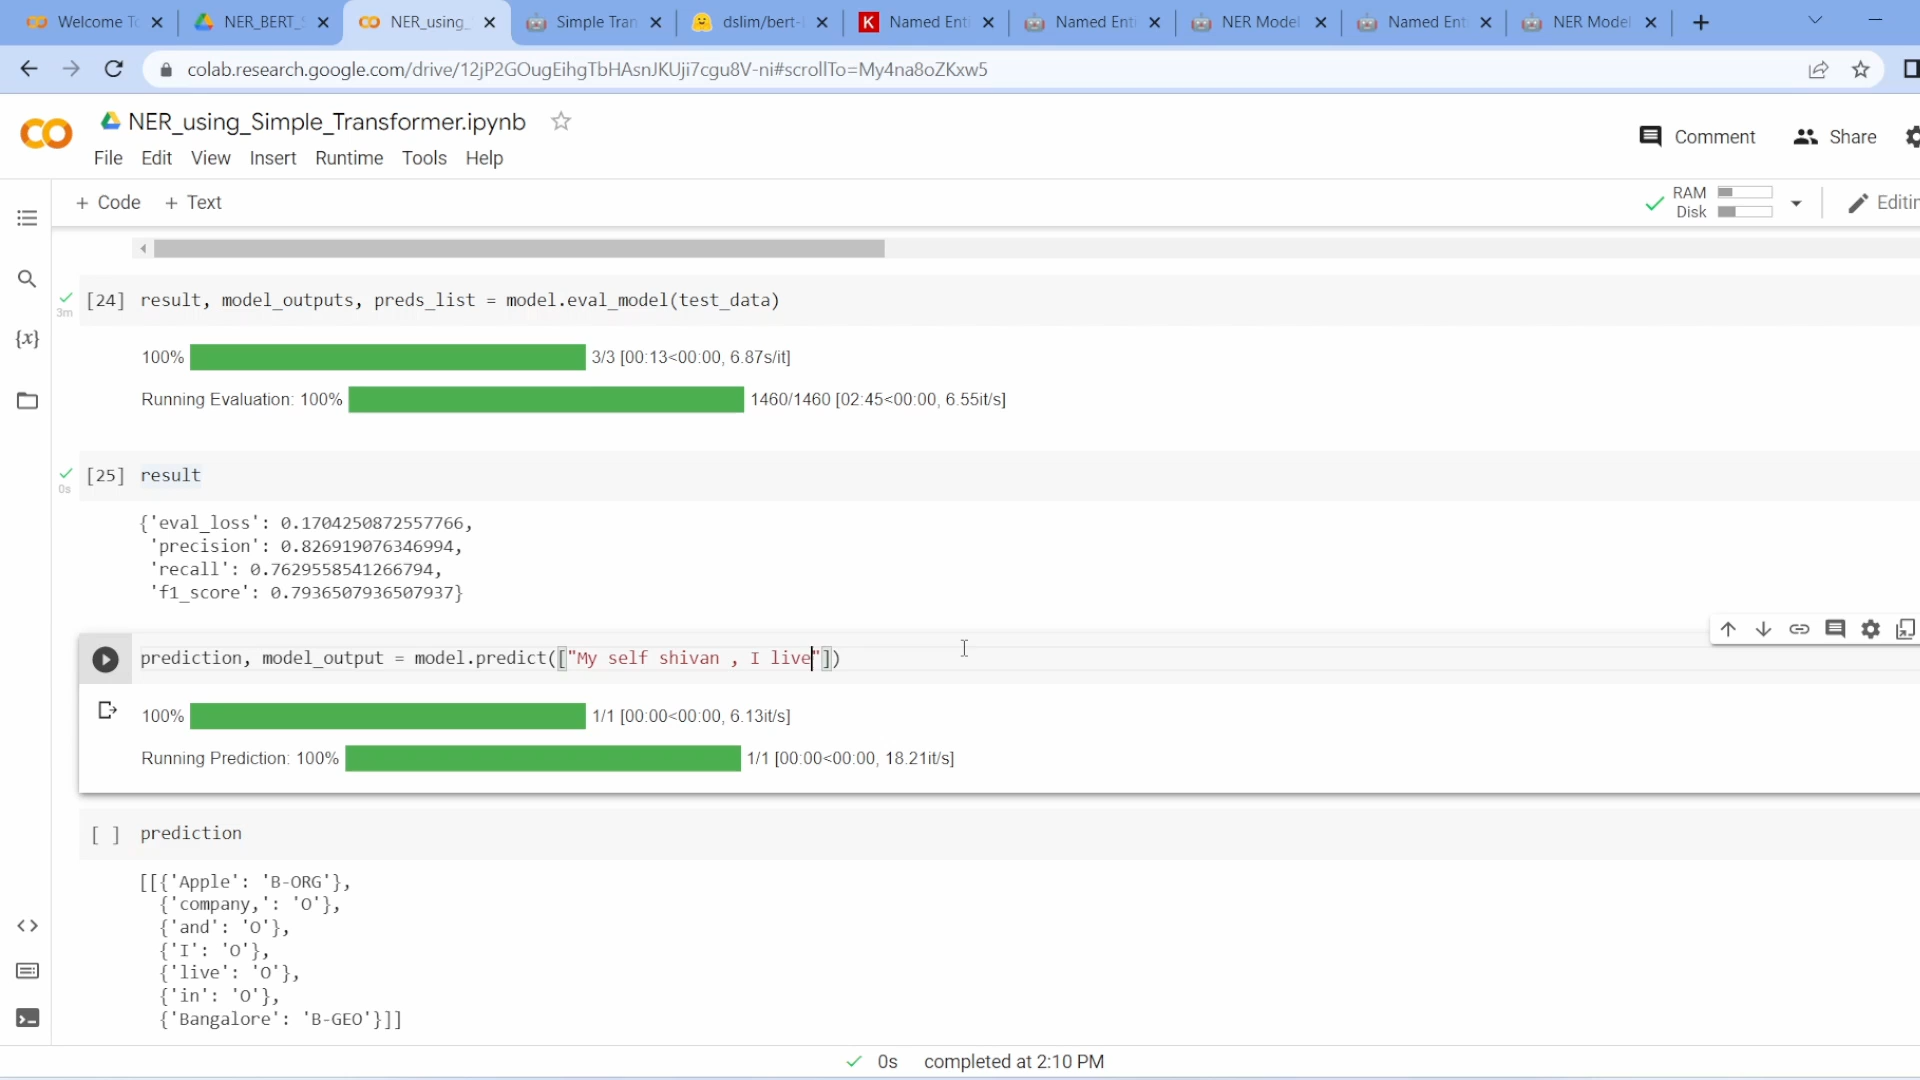 Welcome To
NER_BERT_S
NER_using_
Simple Tran
dslim/bert-
Named Enti
Named Enti
NER Model
Named Enti
NER Model
colab.research.google.com/drive/12jP2GOugEihgTbHAsnJKUji7cgu8V-ni#scrollTo=My4na8oZKxw5
NER_using_Simple_Transformer.ipynb
Comment Share
File Edit View Insert Runtime Tools Help
+ Code + Text
RAM
Disk
Editin
[24] result, model_outputs, preds_list = model.eval_model(test_data)
3m
100% 3/3 [00:13<00:00, 6.87s/it]
Running Evaluation: 100% 1460/1460 [02:45<00:00, 6.55it/s]
[25] result
0s
{'eval_loss': 0.1704250872557766,
'precision': 0.826919076346994,
'recall': 0.7629558541266794,
'f1_score': 0.7936507936507937}
prediction, model_output = model.predict(["My self shivan , I live"])
100% 1/1 [00:00<00:00, 6.13it/s]
Running Prediction: 100% 1/1 [00:00<00:00, 18.21it/s]
[ ] prediction
[[{'Apple': 'B-ORG'},
{'company,': 'O'},
{'and': 'O'},
{'I': 'O'},
{'live': 'O'},
{'in': 'O'},
{'Bangalore': 'B-GEO'}]]
0s completed at 2:10 PM